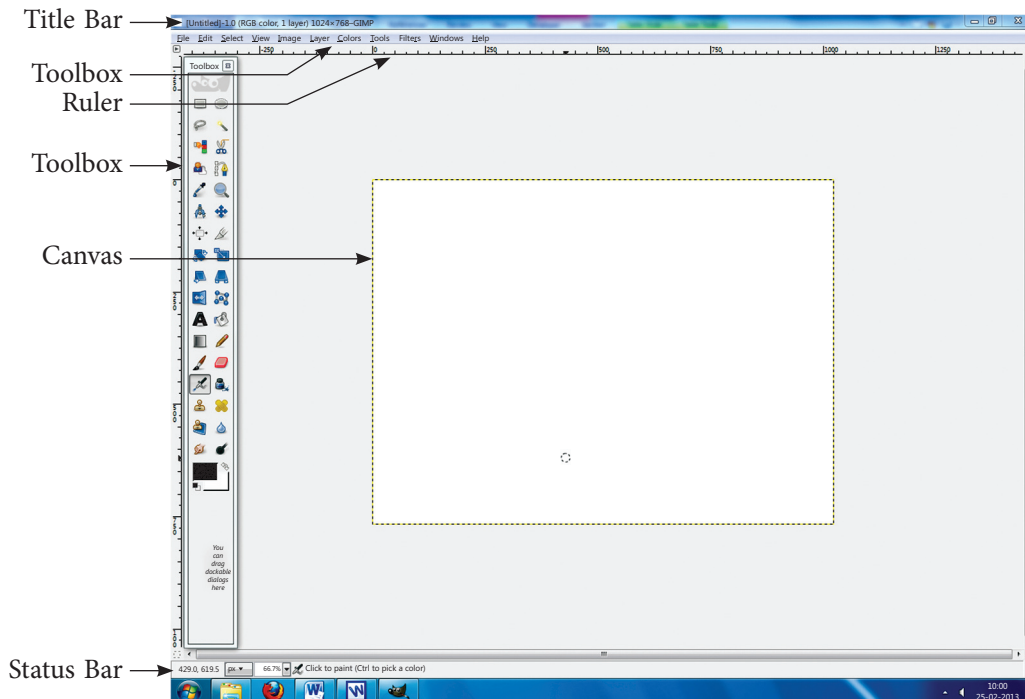 Title Bar
[Untitled]-1.0 (RGB color, 1 layer) 1024×768–GIMP
File Edit Select View Image Layer Colors Tools Filters Windows Help
-250 0 250 500 750 1000 1250
Toolbox
Ruler
Toolbox
Toolbox
Canvas
You
can
drag
dockable
dialogs
here
Status Bar
429.0, 619.5 px 66.7% Click to paint (Ctrl to pick a color)
10:00
25-02-2013